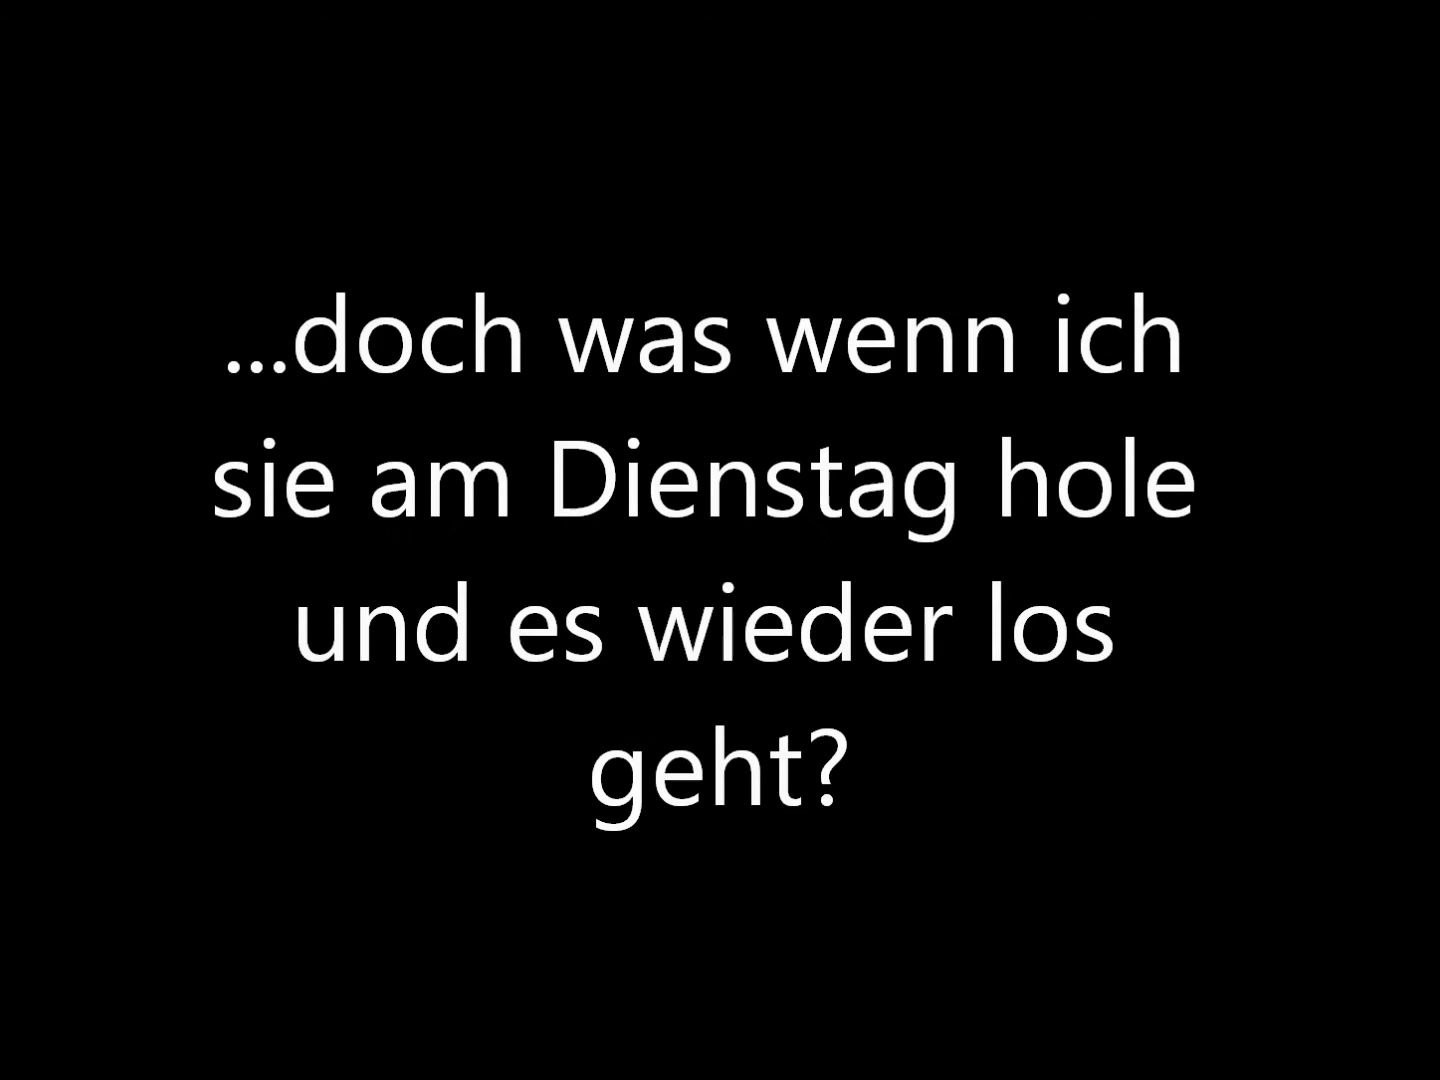 ...doch was wenn ich
sie am Dienstag hole
und es wieder los
geht?